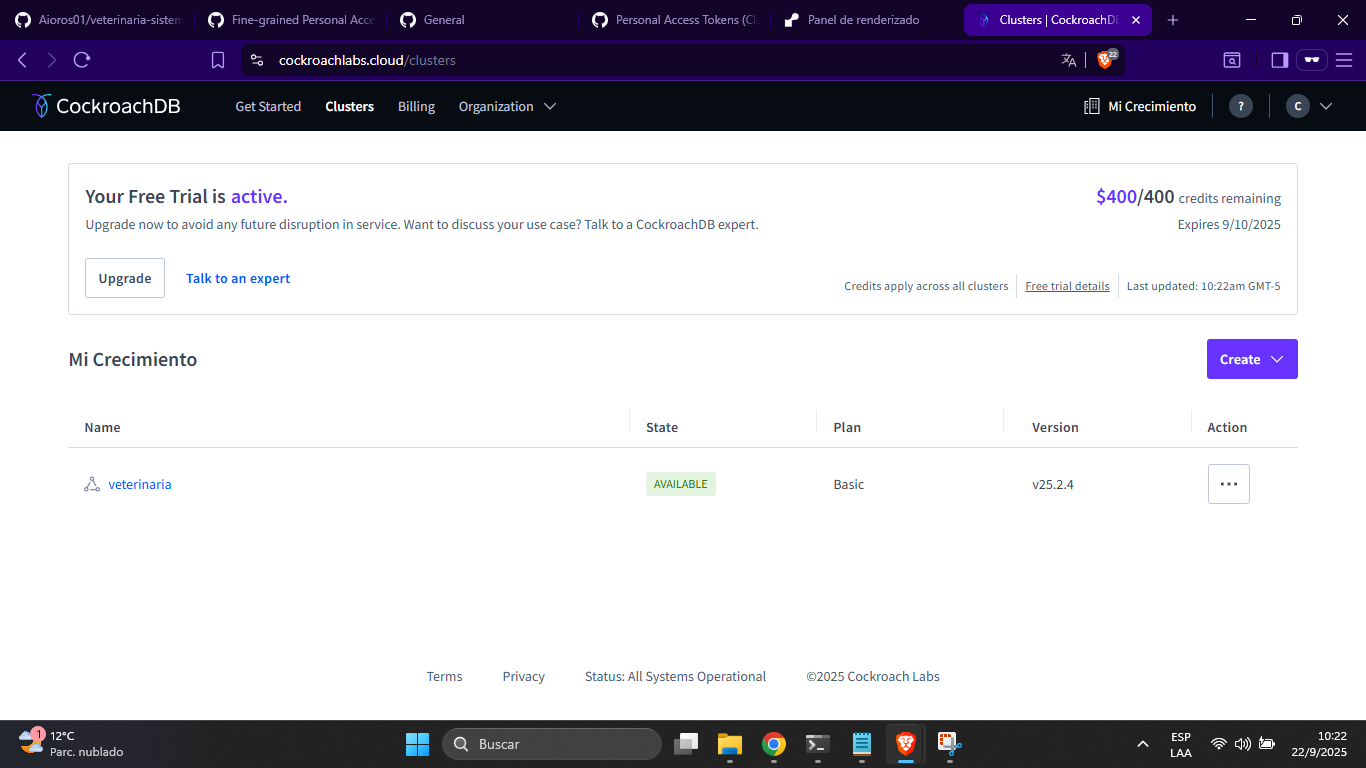 Aioros01/veterinaria-sistem
Fine-grained Personal Acce
General
Personal Access Tokens (Cla
Panel de renderizado
Clusters | CockroachDB
cockroachlabs.cloud/clusters
22
CockroachDB
Get Started
Clusters
Billing
Organization
Mi Crecimiento
?
C
Your Free Trial is active.
$400/400 credits remaining
Upgrade now to avoid any future disruption in service. Want to discuss your use case? Talk to a CockroachDB expert.
Expires 9/10/2025
Upgrade
Talk to an expert
Credits apply across all clusters
Free trial details
Last updated: 10:22am GMT-5
Mi Crecimiento
Create
Name
State
Plan
Version
Action
veterinaria
AVAILABLE
Basic
v25.2.4
Terms
Privacy
Status: All Systems Operational
©2025 Cockroach Labs
1
12°C
Parc. nublado
Buscar
ESP
LAA
10:22
22/9/2025